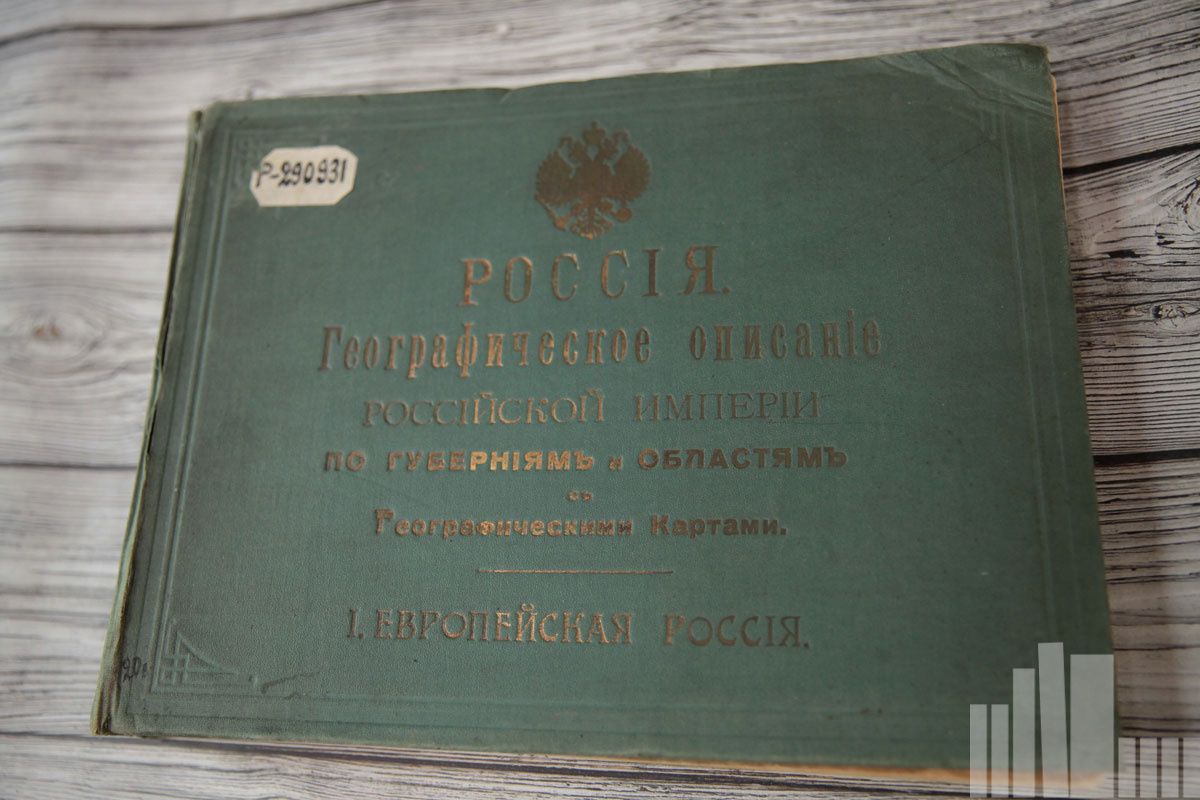 Р-290931
РОССІЯ.
Географическое описаніе
РОССІЙСКОЙ ИМПЕРІИ
ПО ГУБЕРНІЯМЪ и ОБЛАСТЯМЪ
съ
Географическими Картами.
I. ЕВРОПЕЙСКАЯ РОССІЯ.